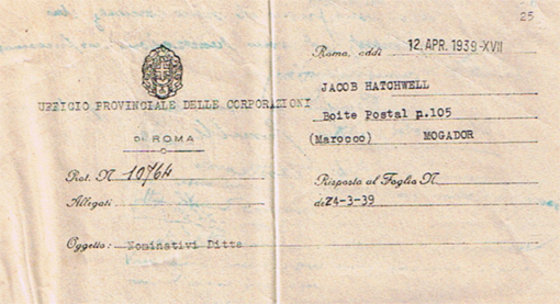 25
Roma, addì 12. APR. 1939-XVII
JACOB HATCHWELL
UFFICIO PROVINCIALE DELLE CORPORAZIONI
Boite Postal n.105
DI ROMA
(Marocco) MOGADOR
Prot. N. 10764
Risposta al Foglio N.
Allegati
del 24-3-39
Oggetto: Nominativi Ditte